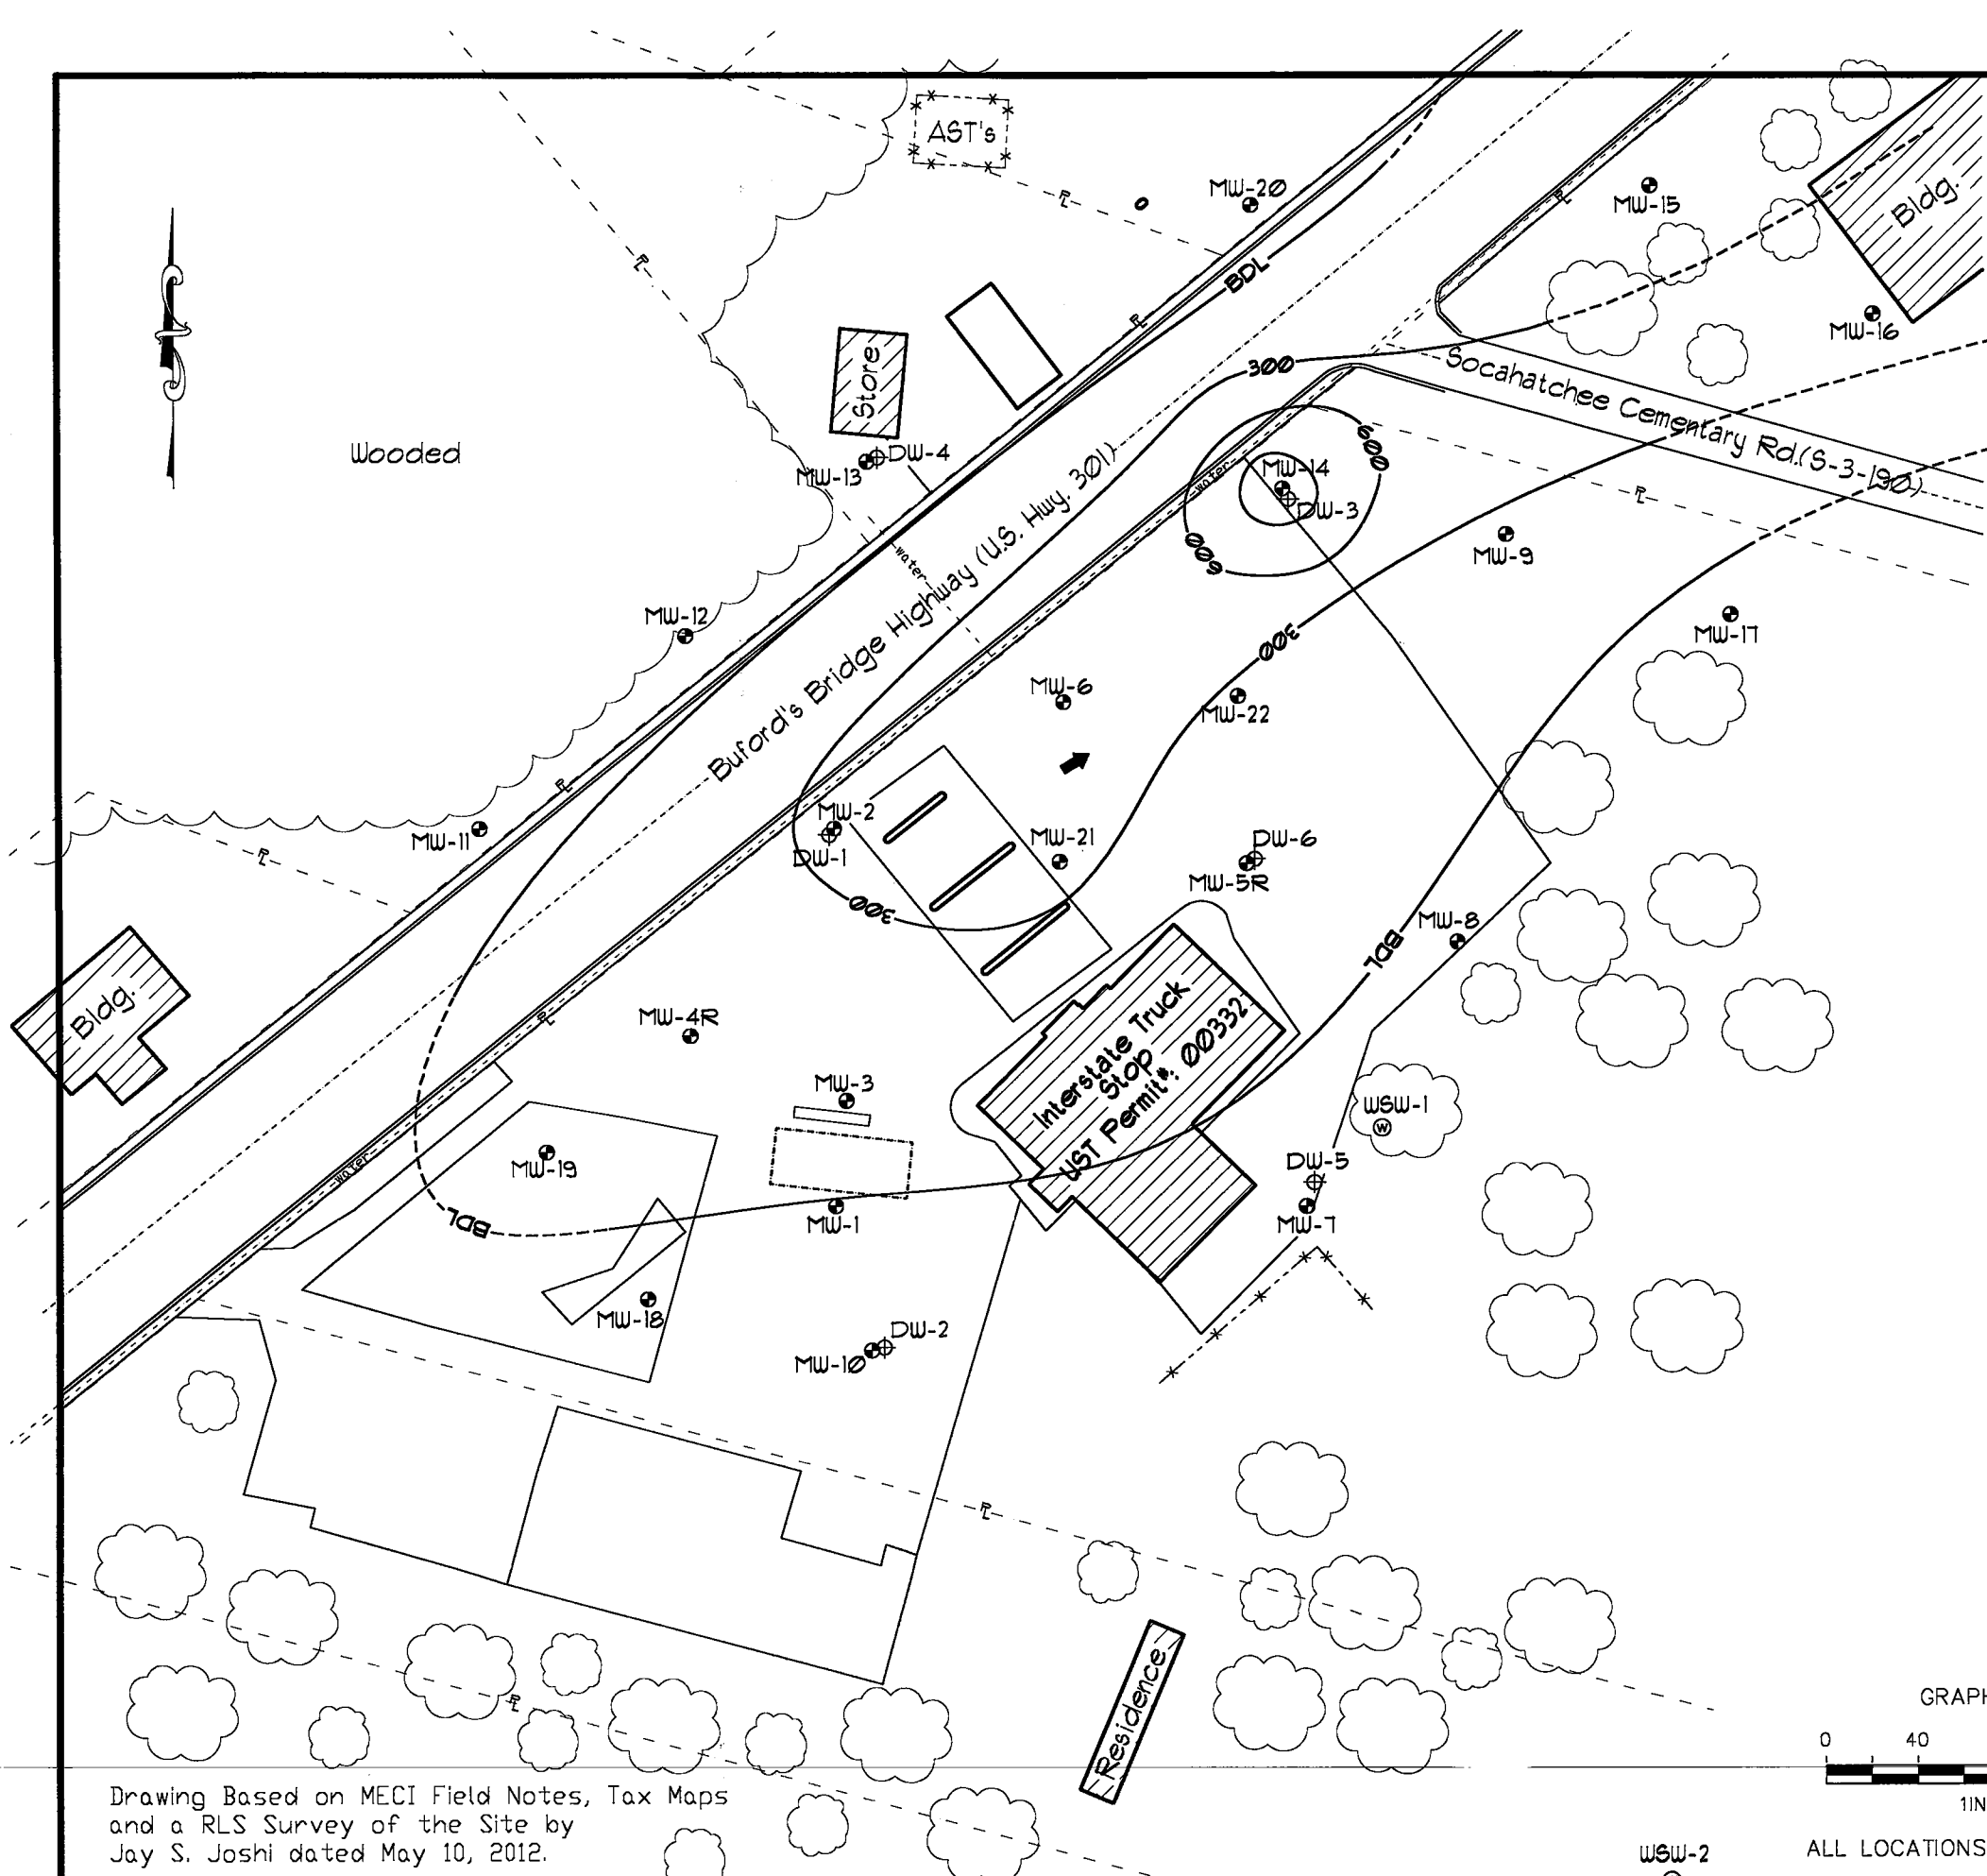 AST's
MW-20
MW-15
Bldg.
MW-16
BDL
Store
300
Socahatchee Cementary Rd.(S-3-190)
Wooded
DW-4
MW-13
600
MW-14
DW-3
water
600
MW-9
water
Buford's Bridge Highway (U.S. Hwy. 301)
MW-12
MW-17
300
MW-6
MW-22
MW-2
DW-1
MW-11
MW-21
DW-6
MW-5R
300
MW-8
BDL
Bldg.
MW-4R
Interstate Truck
Stop
UST Permit#: 00332
MW-3
WSW-1
MW-19
water
DW-5
MW-7
MW-1
BDL
MW-18
DW-2
MW-10
Residence
GRAPH
0 40
1IN
Drawing Based on MECI Field Notes, Tax Maps
and a RLS Survey of the Site by
Jay S. Joshi dated May 10, 2012.
WSW-2
ALL LOCATIONS